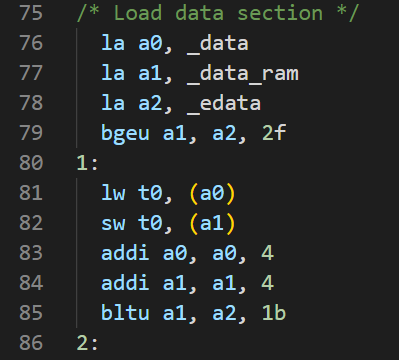 75 /* Load data section */
76 la a0, _data
77 la a1, _data_ram
78 la a2, _edata
79 bgeu a1, a2, 2f
80 1:
81 lw t0, (a0)
82 sw t0, (a1)
83 addi a0, a0, 4
84 addi a1, a1, 4
85 bltu a1, a2, 1b
86 2: